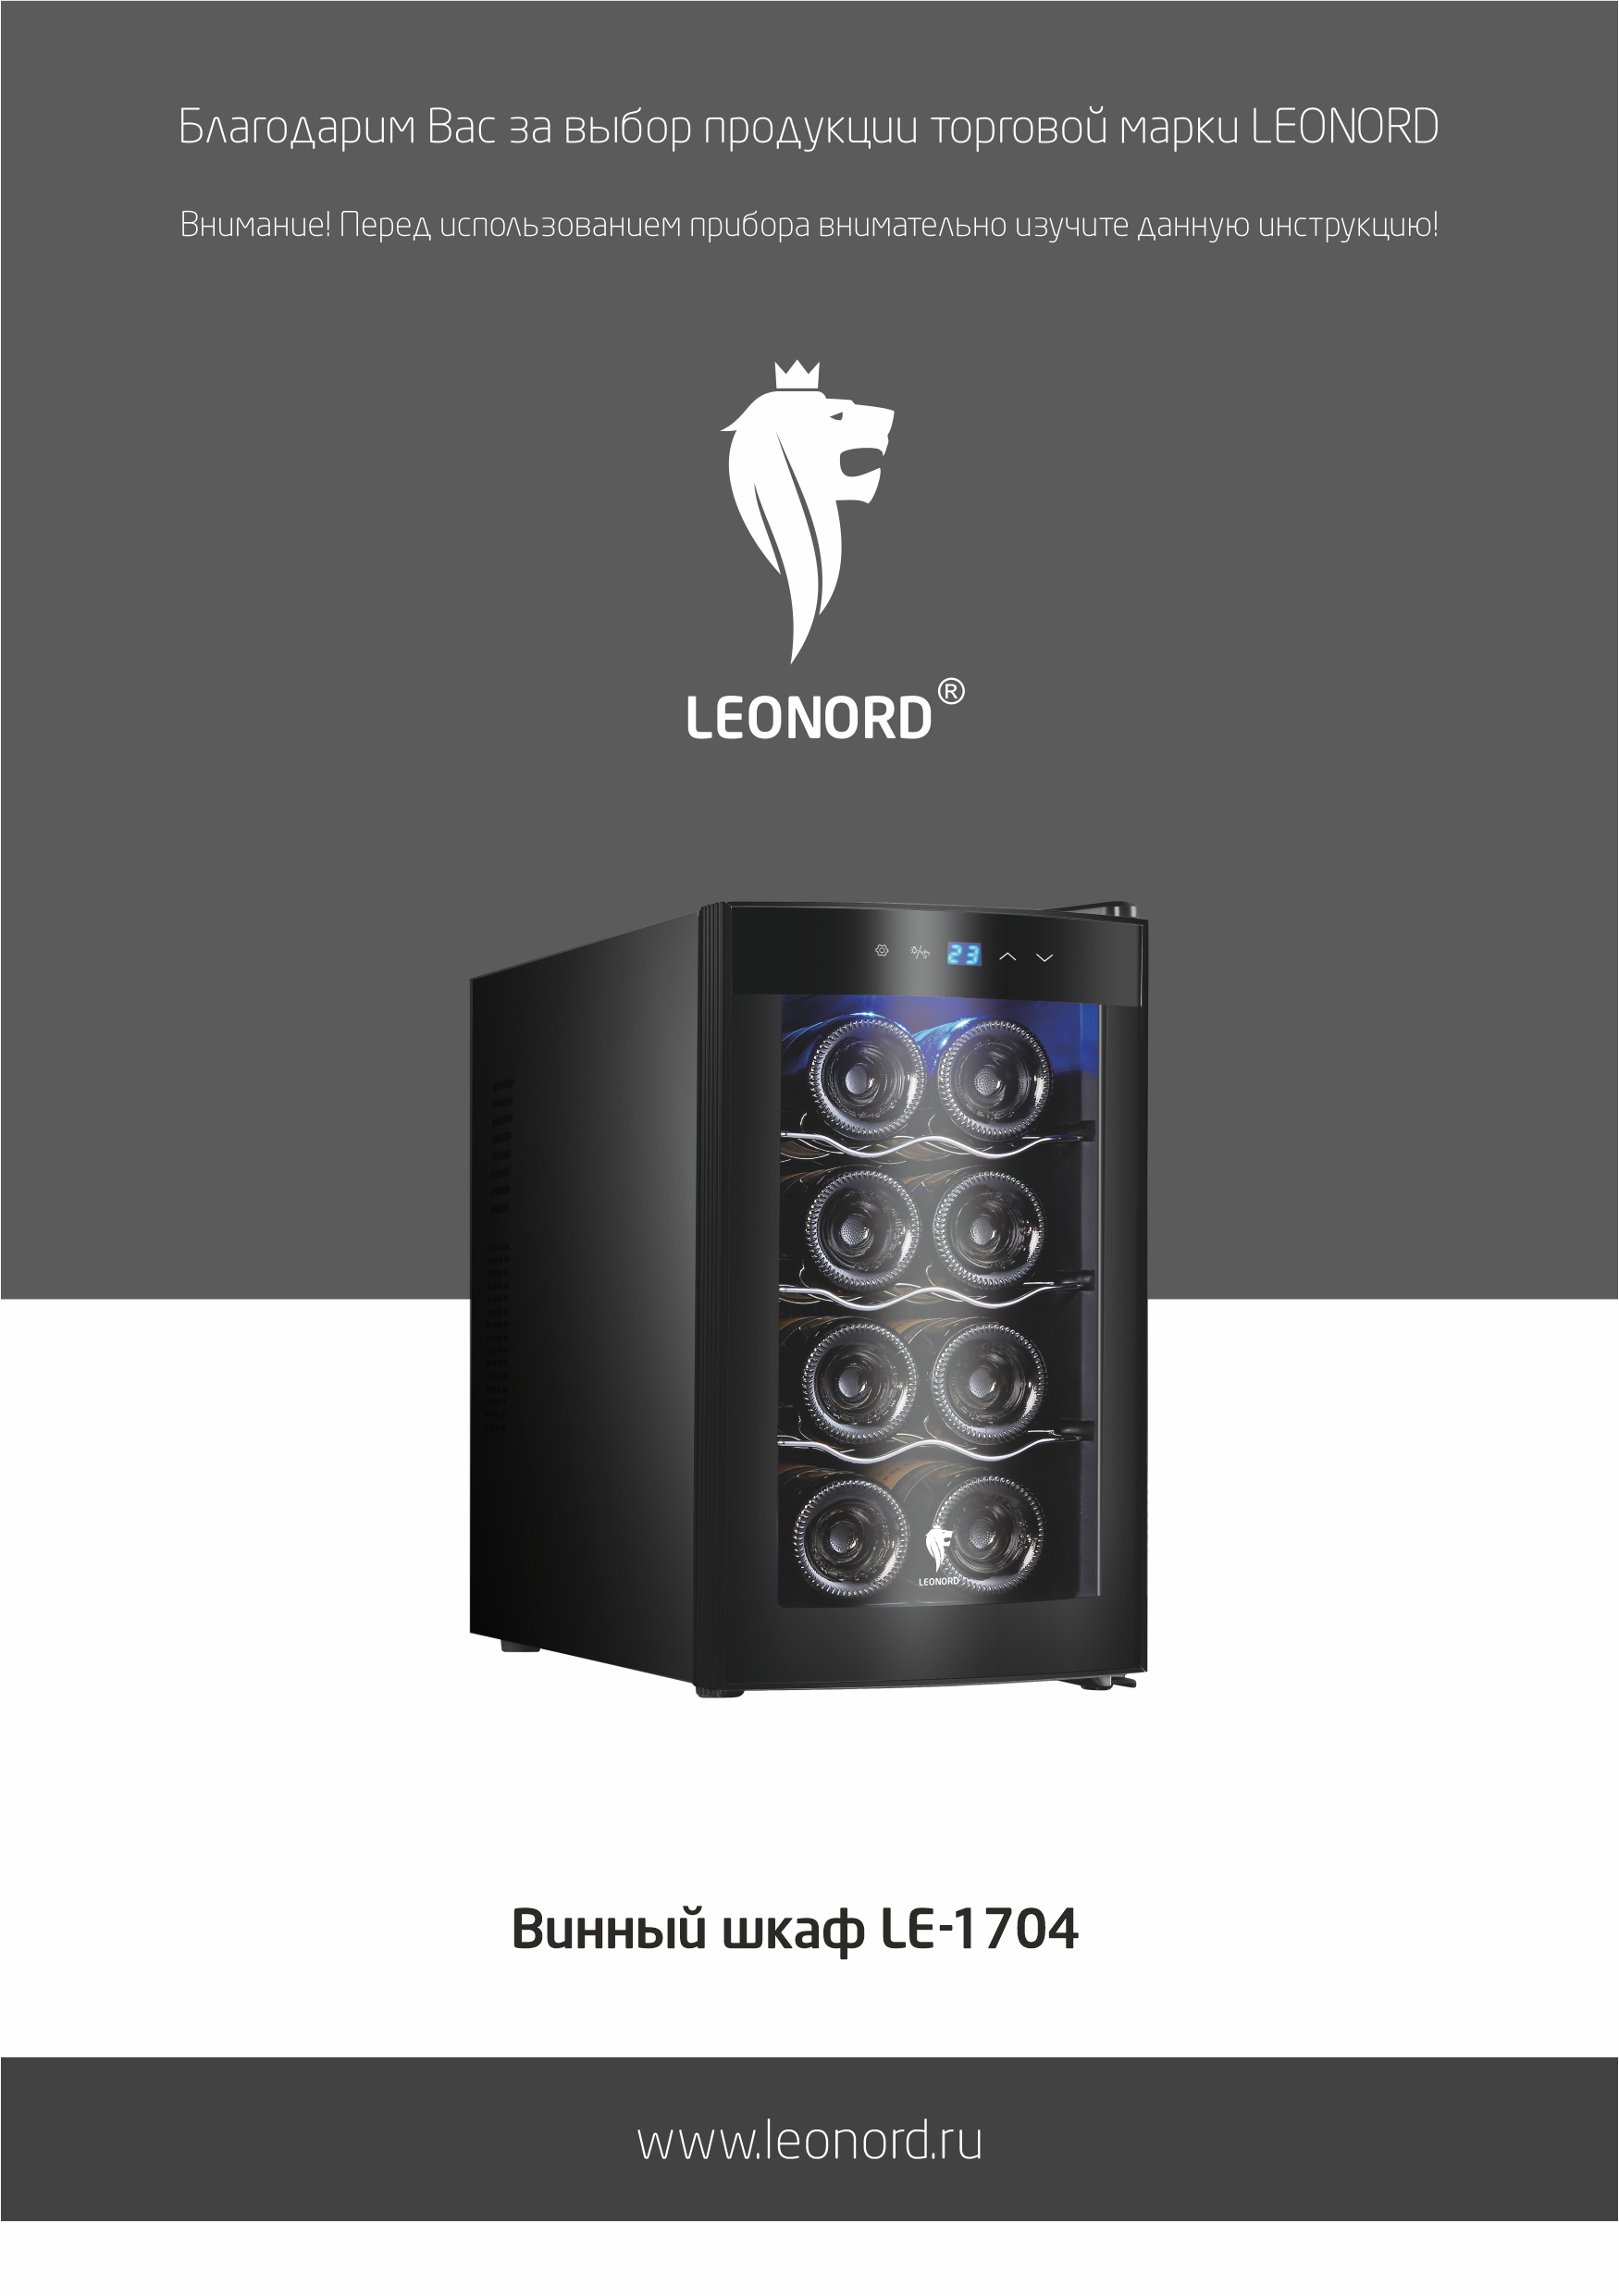 Благодарим Вас за выбор продукции торговой марки LEONORD
Внимание! Перед использованием прибора внимательно изучите данную инструкцию!
LEONORD®
23
LEONORD
Винный шкаф LE-1704
www.leonord.ru